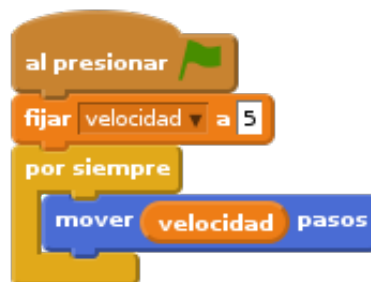 al presionar
fijar velocidad a 5
por siempre
mover velocidad pasos